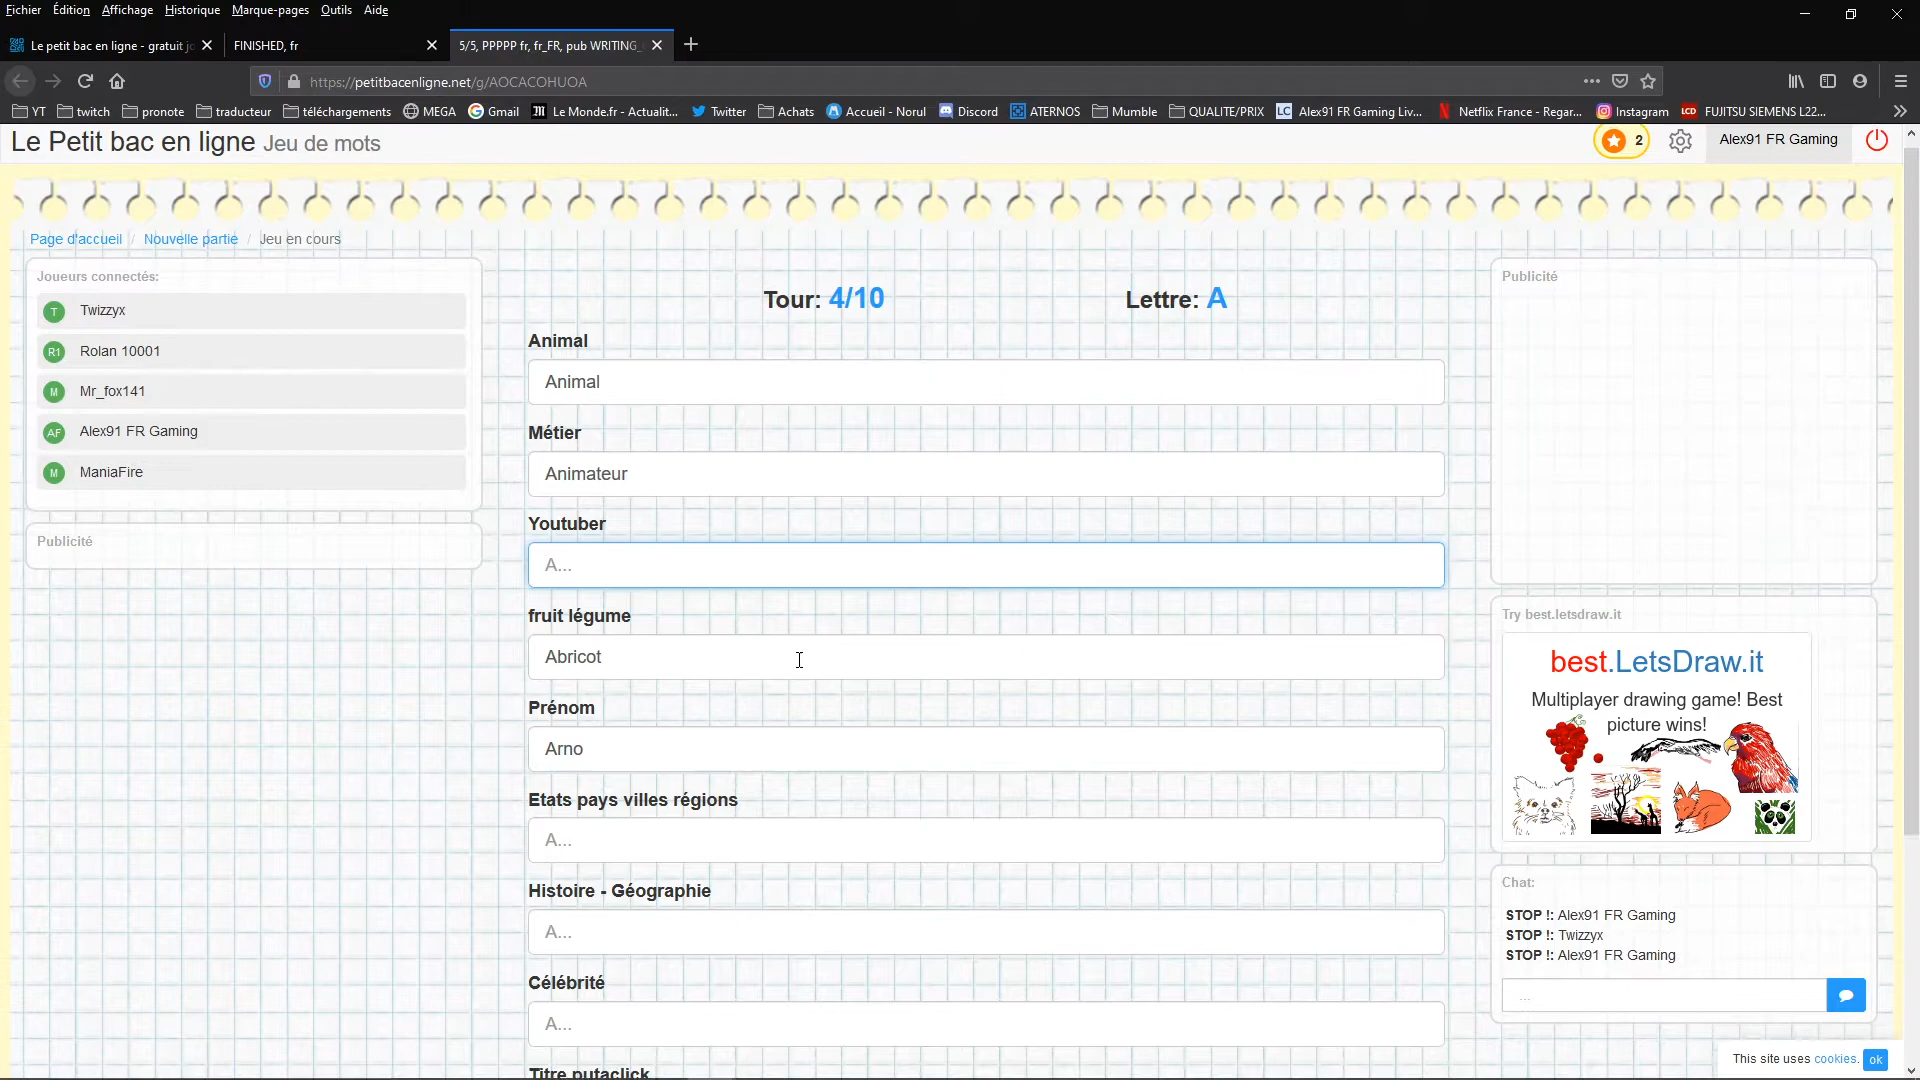 Fichier Édition Affichage Historique Marque-pages Outils Aide
Le petit bac en ligne - gratuit jo
FINISHED, fr
5/5, PPPPP fr, fr_FR, pub WRITING_
https://petitbacenligne.net/g/AOCACOHUOA
YT twitch pronote traducteur téléchargements MEGA Gmail Le Monde.fr - Actualit... Twitter Achats Accueil - Norul Discord ATERNOS Mumble QUALITE/PRIX Alex91 FR Gaming Liv... Netflix France - Regar... Instagram FUJITSU SIEMENS L22...
Le Petit bac en ligne Jeu de mots
2
Alex91 FR Gaming
Page d'accueil / Nouvelle partie / Jeu en cours
Joueurs connectés:
T Twizzyx
R1 Rolan 10001
M Mr_fox141
AF Alex91 FR Gaming
M ManiaFire
Publicité
Tour: 4/10
Lettre: A
Animal
Animal
Métier
Animateur
Youtuber
A...
fruit légume
Abricot
Prénom
Arno
Etats pays villes régions
A...
Histoire - Géographie
A...
Célébrité
A...
Titre putaclick
Publicité
Try best.letsdraw.it
best.LetsDraw.it
Multiplayer drawing game! Best
picture wins!
Chat:
STOP !: Alex91 FR Gaming
STOP !: Twizzyx
STOP !: Alex91 FR Gaming
...
This site uses cookies. ok